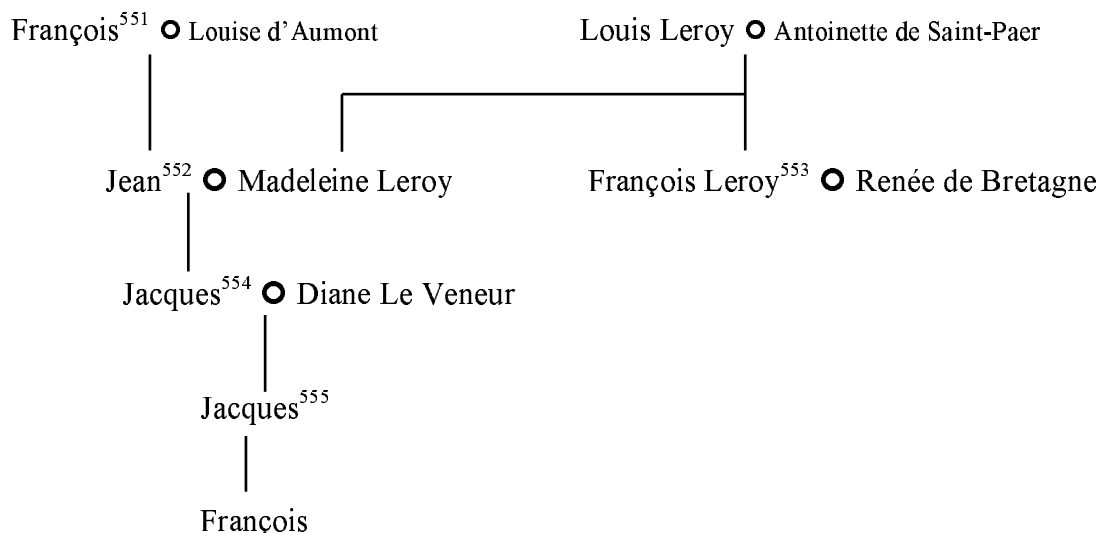 François551 Louise d'Aumont Louis Leroy Antoinette de Saint-Paer
Jean552 Madeleine Leroy François Leroy553 Renée de Bretagne
Jacques554 Diane Le Veneur
Jacques555
François